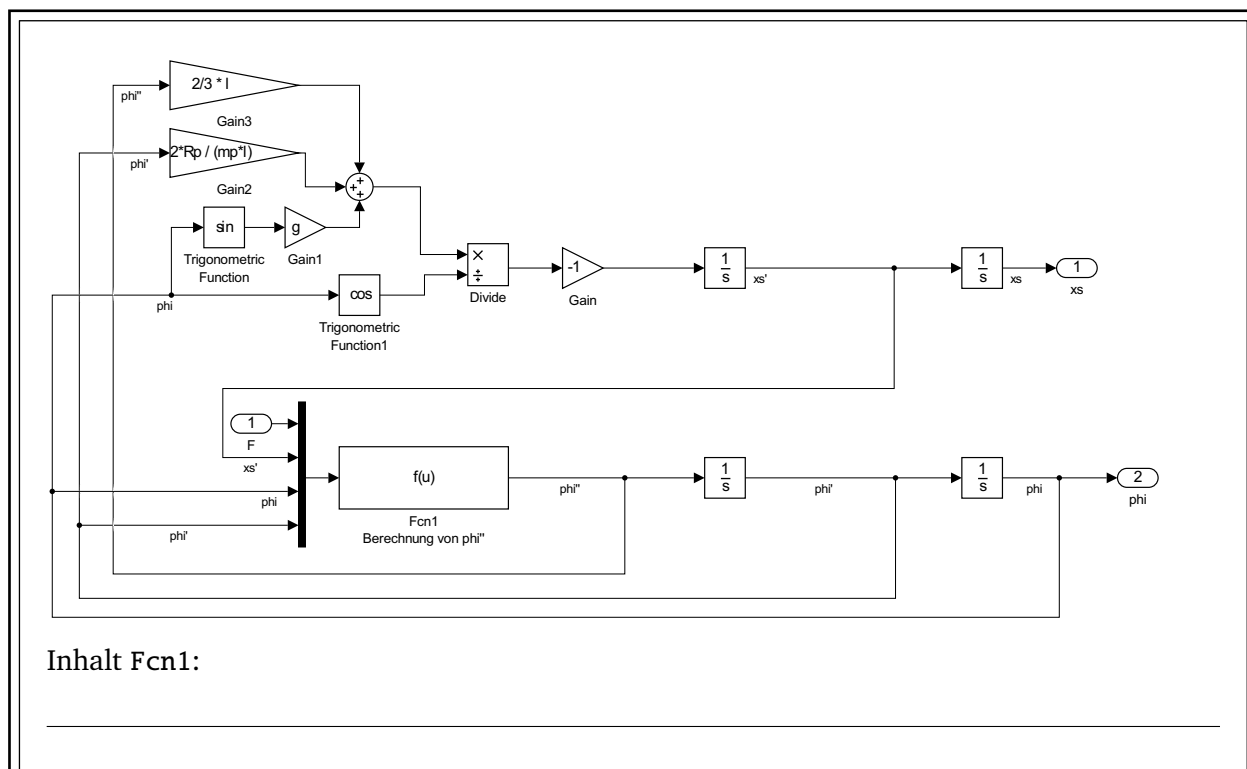 2/3 * l
phi''
Gain3
2*Rp / (mp*l)
phi'
Gain2
sin
g
Trigonometric
Function
Gain1
phi
cos
Trigonometric
Function1
×
÷
Divide
-1
Gain
1
s
xs'
1
s
xs
1
xs
1
F
xs'
phi
phi'
f(u)
Fcn1
Berechnung von phi''
phi''
1
s
phi'
1
s
phi
2
phi
Inhalt Fcn1: